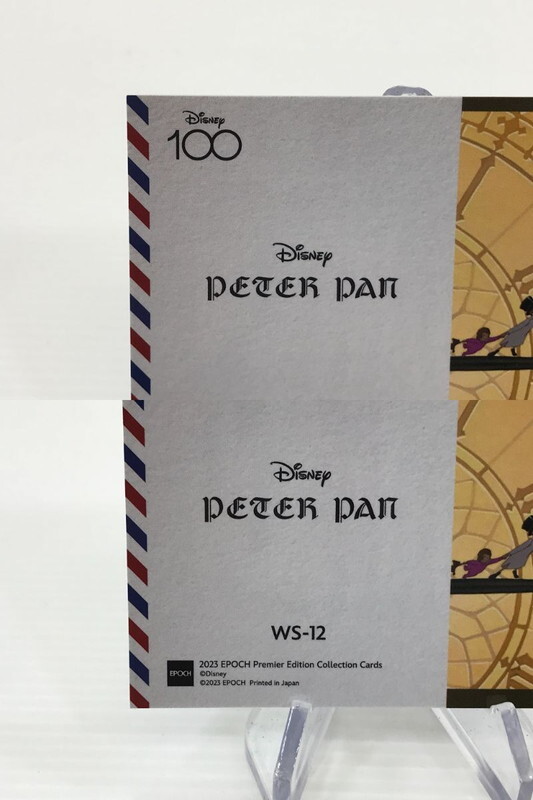 Disney
100
Disney
PETER PAN
Disney
PETER PAN
WS-12
EPOCH
2023 EPOCH Premier Edition Collection Cards
©Disney
©2023 EPOCH Printed in Japan